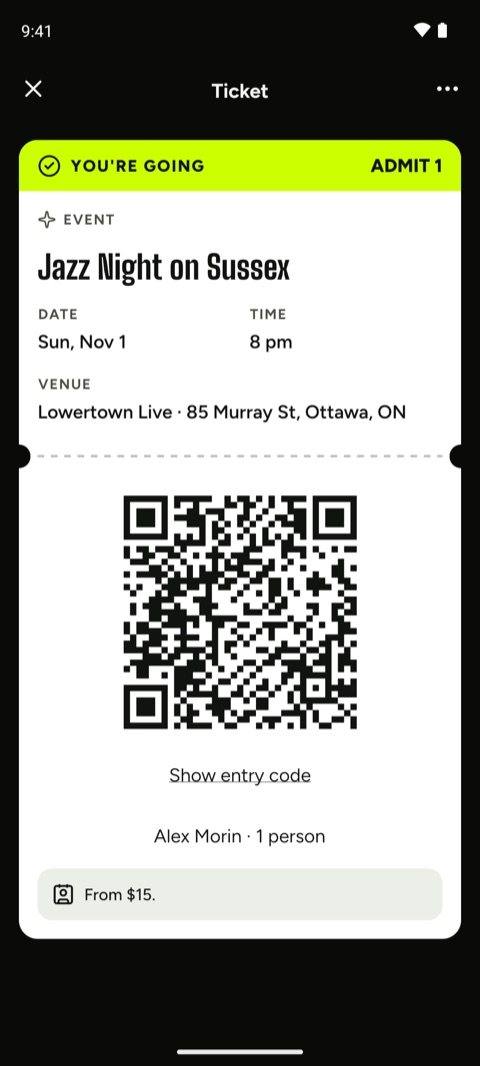 9:41
Ticket
YOU'RE GOING
ADMIT 1
EVENT
Jazz Night on Sussex
DATE
TIME
Sun, Nov 1
8 pm
VENUE
Lowertown Live · 85 Murray St, Ottawa, ON
Show entry code
Alex Morin · 1 person
From $15.